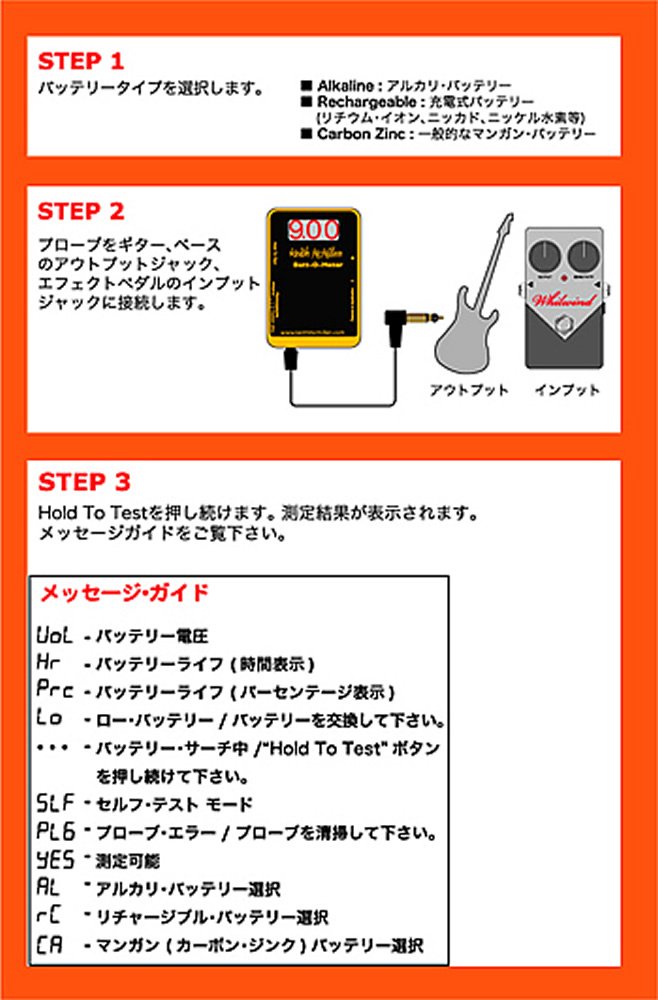 STEP 1
バッテリータイプを選択します。
■ Alkaline : アルカリ・バッテリー
■ Rechargeable : 充電式バッテリー
(リチウム・イオン、ニッカド、ニッケル水素等)
■ Carbon Zinc : 一般的なマンガン・バッテリー
STEP 2
プローブをギター、ベース
のアウトプットジャック、
エフェクトペダルのインプット
ジャックに接続します。
9.00
Batt-O-Meter
Whirlwind
アウトプット
インプット
STEP 3
Hold To Testを押し続けます。測定結果が表示されます。
メッセージガイドをご覧下さい。
メッセージ・ガイド
VoL - バッテリー電圧
Hr - バッテリーライフ ( 時間表示 )
Prc - バッテリーライフ ( パーセンテージ表示 )
Lo - ロー・バッテリー / バッテリーを交換して下さい。
・・・ - バッテリー・サーチ中 /"Hold To Test" ボタン
を押し続けて下さい。
SLF - セルフ・テスト モード
PLG - プローブ・エラー / プローブを清掃して下さい。
YES - 測定可能
AL - アルカリ・バッテリー選択
rC - リチャージブル・バッテリー選択
CA - マンガン ( カーボン・ジンク ) バッテリー選択